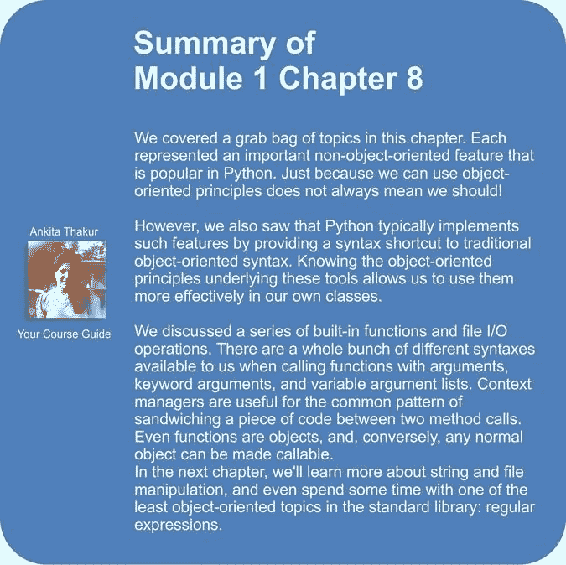 Summary of
Module 1 Chapter 8
We covered a grab bag of topics in this chapter. Each
represented an important non-object-oriented feature that
is popular in Python. Just because we can use object-
oriented principles does not always mean we should!
Ankita Thakur
Your Course Guide
However, we also saw that Python typically implements
such features by providing a syntax shortcut to traditional
object-oriented syntax. Knowing the object-oriented
principles underlying these tools allows us to use them
more effectively in our own classes.
We discussed a series of built-in functions and file I/O
operations. There are a whole bunch of different syntaxes
available to us when calling functions with arguments,
keyword arguments, and variable argument lists. Context
managers are useful for the common pattern of
sandwiching a piece of code between two method calls.
Even functions are objects, and, conversely, any normal
object can be made callable.
In the next chapter, we'll learn more about string and file
manipulation, and even spend some time with one of the
least object-oriented topics in the standard library: regular
expressions.